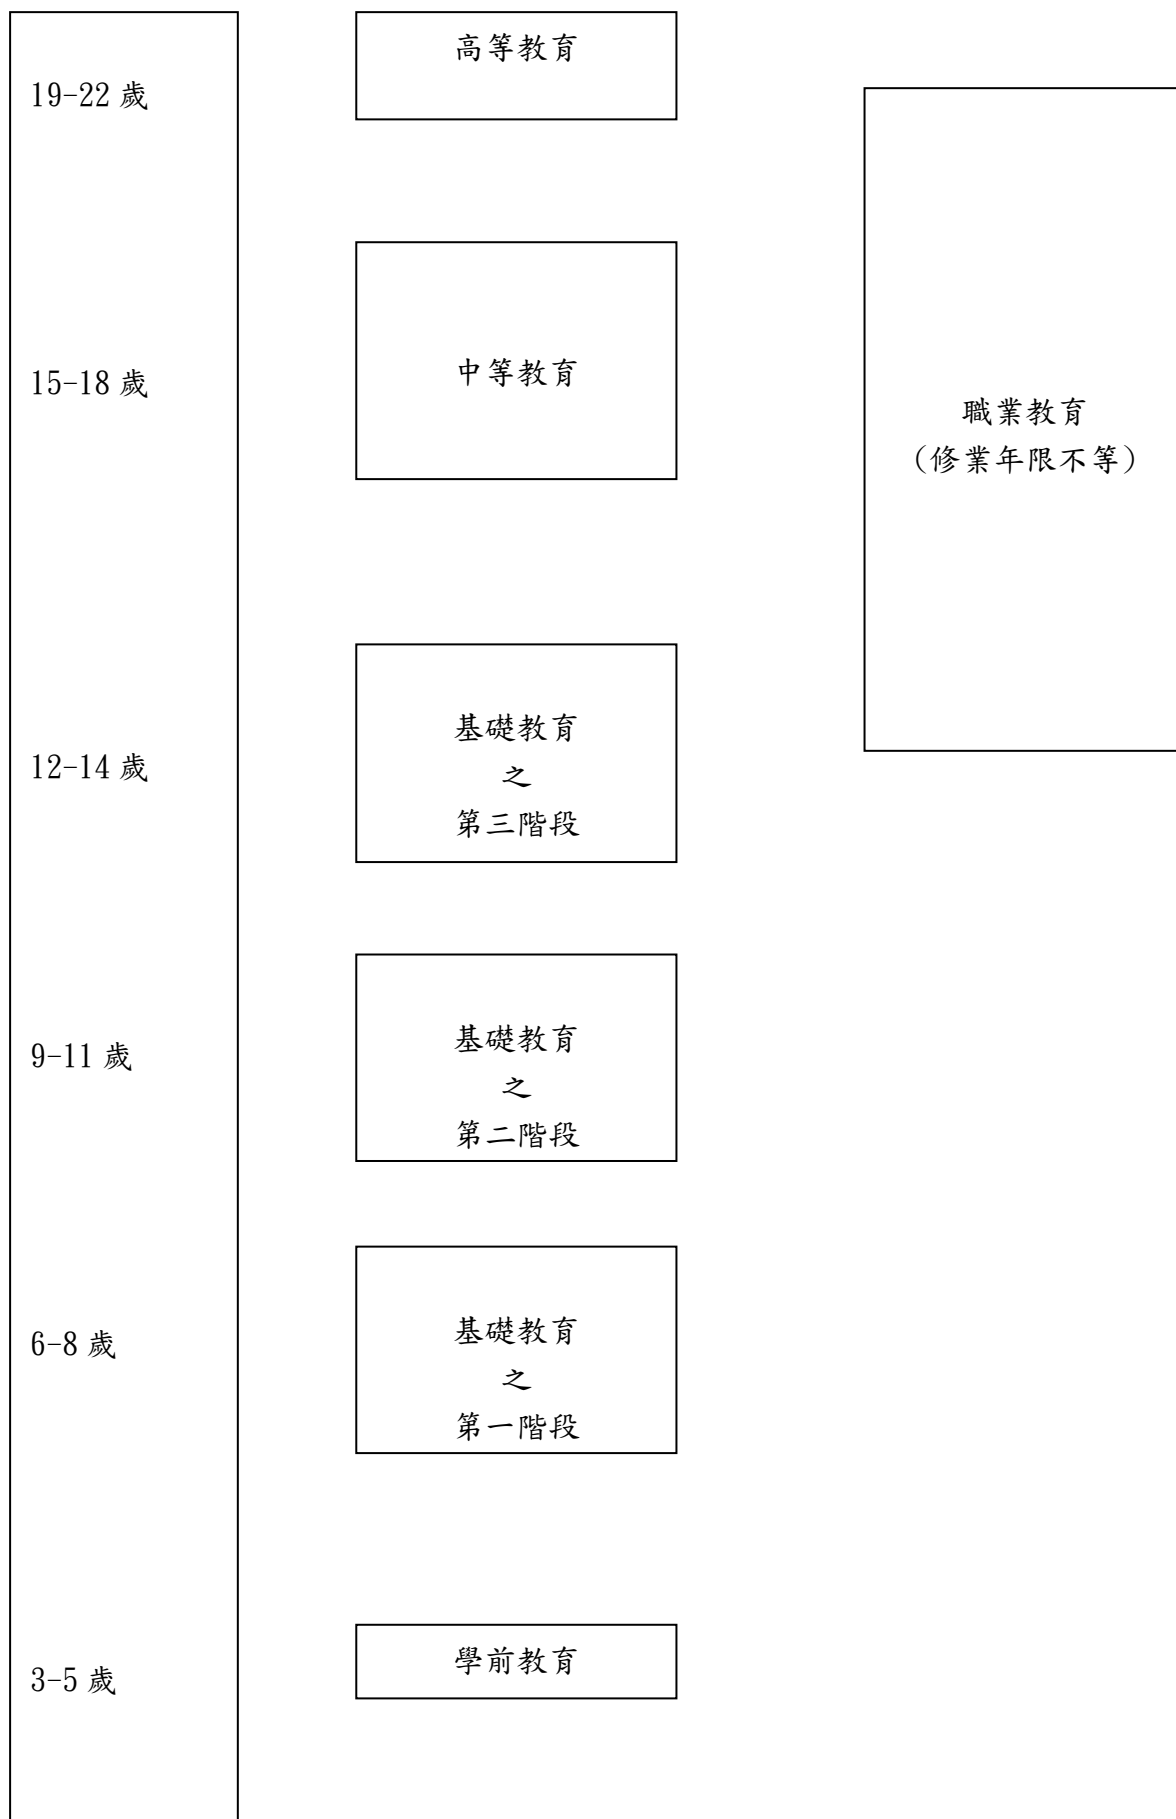 高等教育
19-22 歲
15-18 歲
中等教育
職業教育
(修業年限不等)
基礎教育
之
第三階段
12-14 歲
基礎教育
之
第二階段
9-11 歲
基礎教育
之
第一階段
6-8 歲
學前教育
3-5 歲